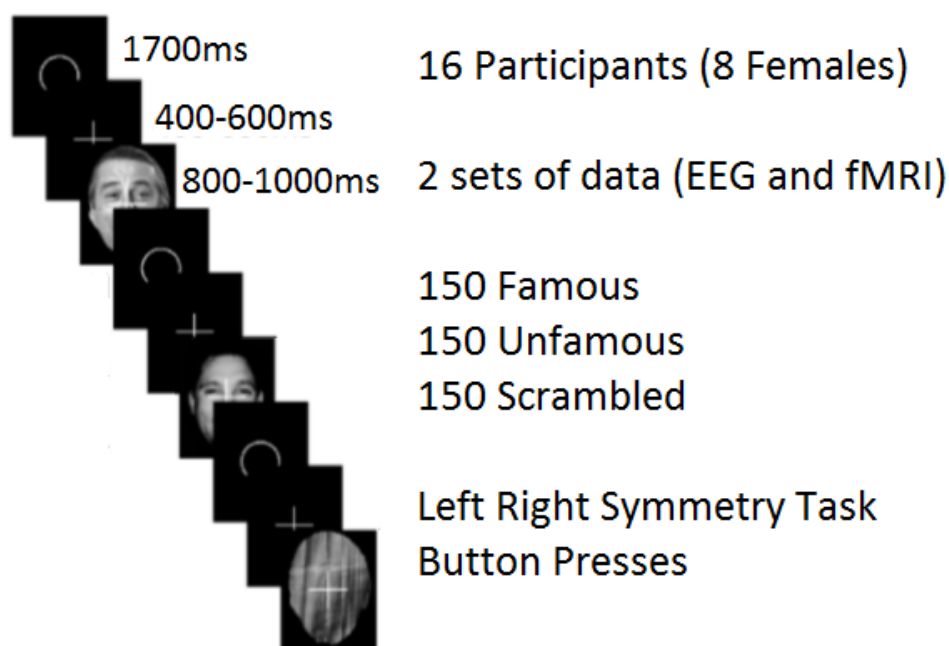 1700ms
400-600ms
800-1000ms
16 Participants (8 Females)
2 sets of data (EEG and fMRI)
150 Famous
150 Unfamous
150 Scrambled
Left Right Symmetry Task
Button Presses